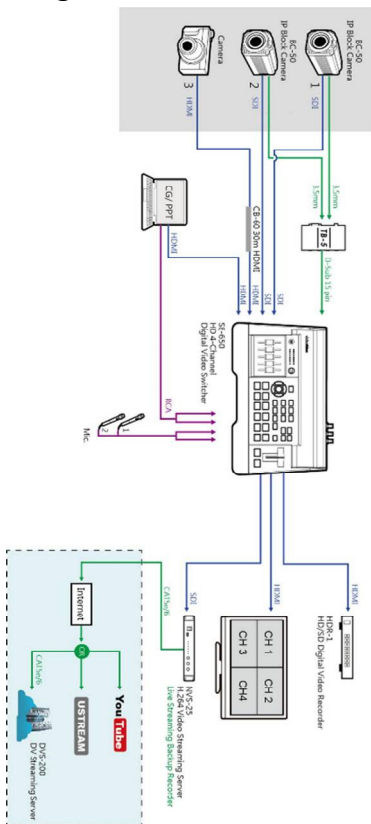 BC-50
IP Block Camera
1
SDI
BC-50
IP Block Camera
2
SDI
Camera
3
HDMI
3.5mm
3.5mm
TB-5
D-Sub 15 pin
CB-60 30m HDMI
SDI
SDI
HDMI
HDMI
CG/ PPT
HDMI
RCA
Mic.
1
2
SE-650
HD 4-Channel
Digital Video Switcher
HDMI
HDR-1
HD/SD Digital Video Recorder
HDMI
CH 1
CH 2
CH 3
CH4
SDI
NVS-25
H.264 Video Streaming Server
Live Streaming Backup Recorder
CAT5e/6
Internet
OR
YouTube
USTREAM
CAT5e/6
DVS-200
DV Streaming Server